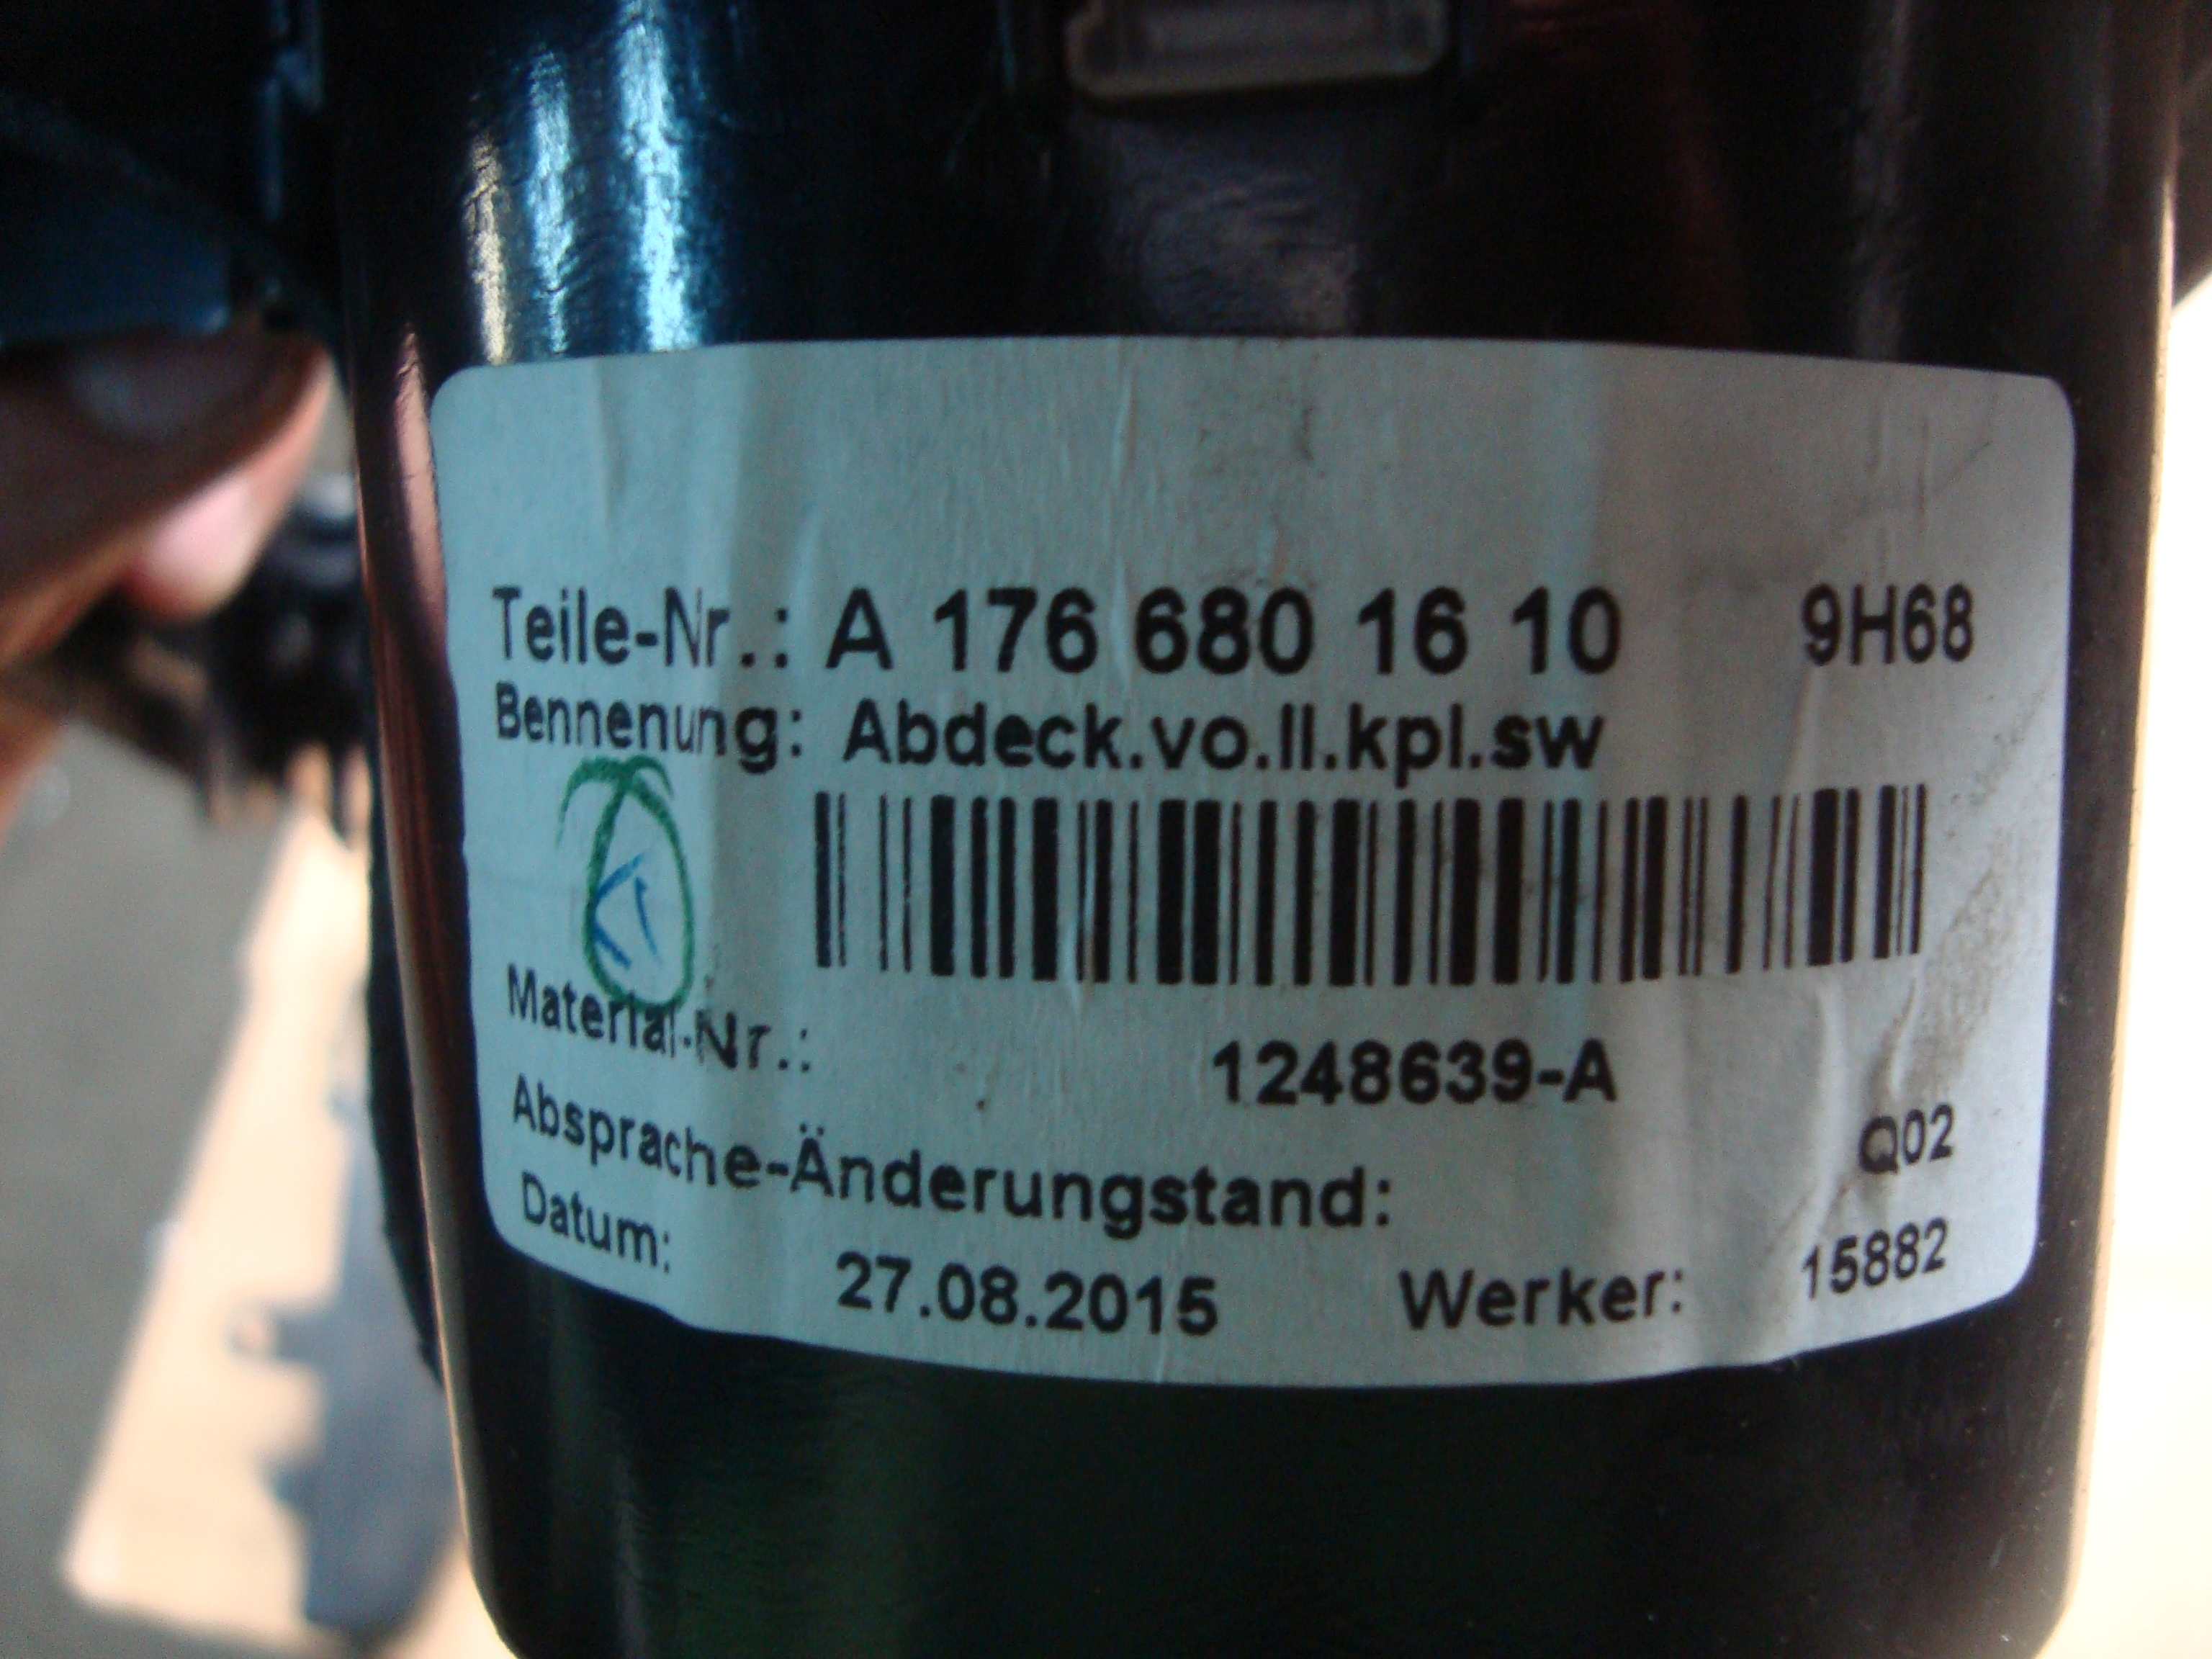 Teile-Nr.: A 176 680 16 10 9H68
Bennenung: Abdeck.vo.ll.kpl.sw
Material-Nr.: 1248639-A
Absprache-Änderungstand: Q02
Datum: 27.08.2015 Werker: 15882